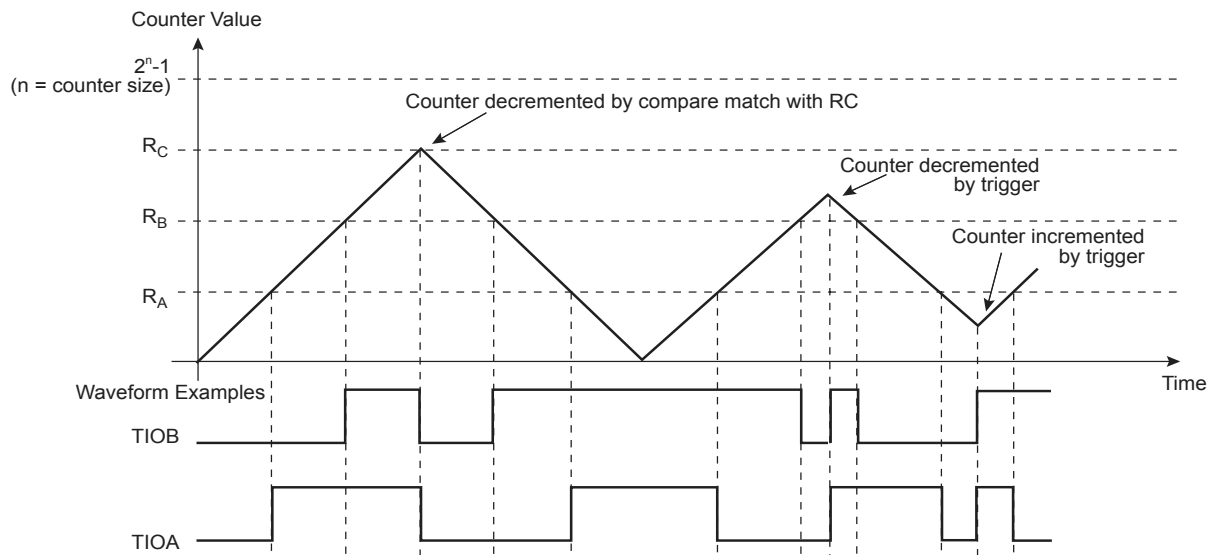 Counter Value
2ⁿ-1
(n = counter size)
Counter decremented by compare match with RC
R_C
Counter decremented
by trigger
R_B
Counter incremented
by trigger
R_A
Waveform Examples
Time
TIOB
TIOA